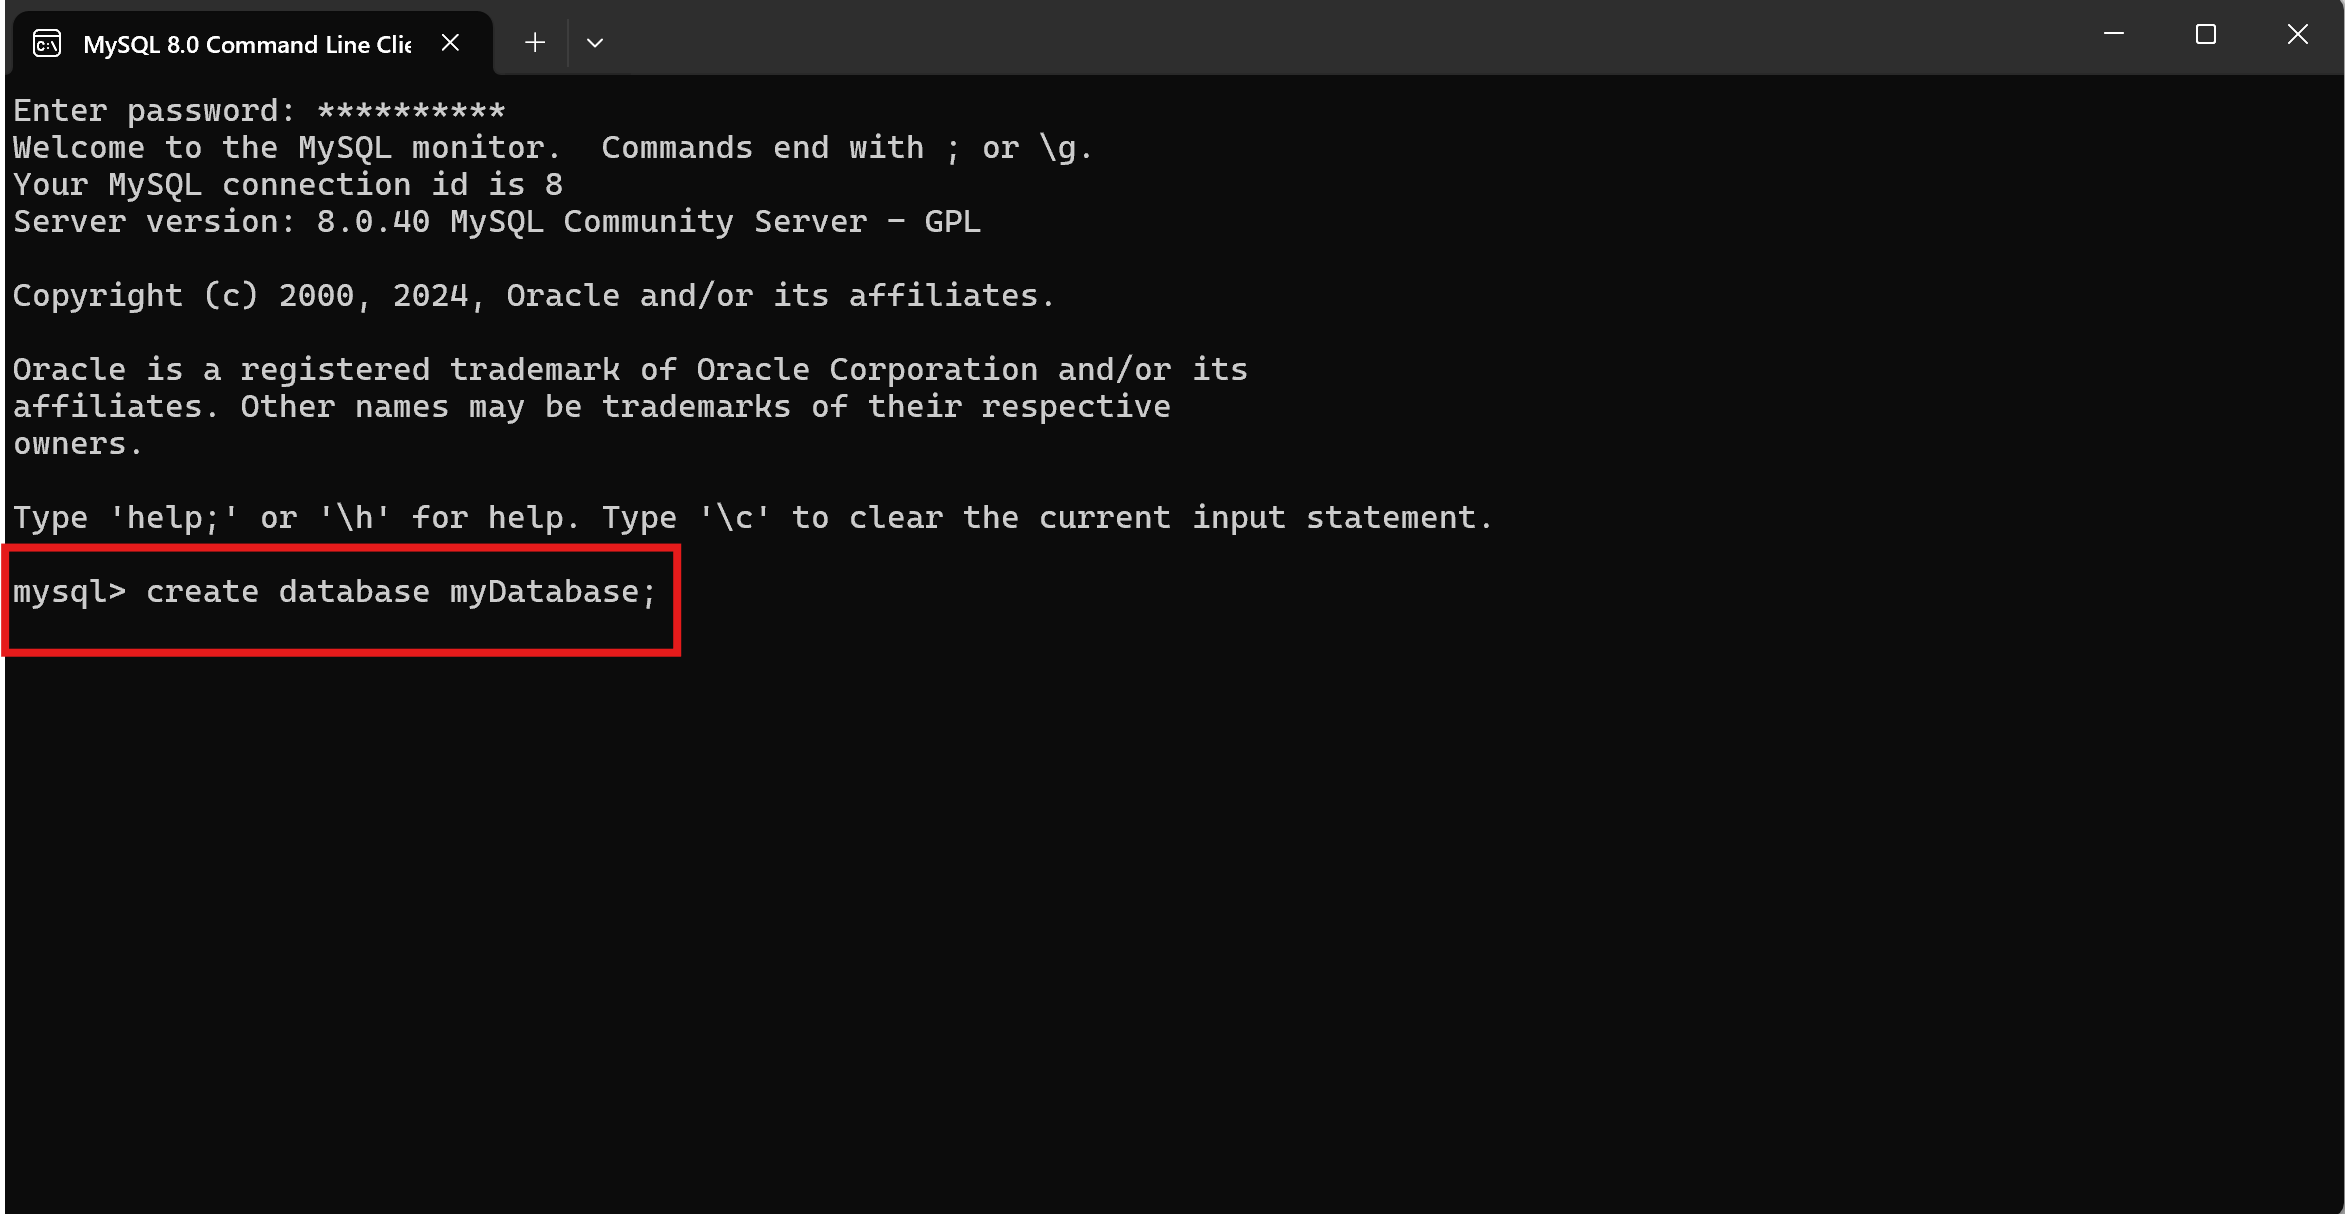 MySQL 8.0 Command Line Clie
Enter password: **********
Welcome to the MySQL monitor.  Commands end with ; or \g.
Your MySQL connection id is 8
Server version: 8.0.40 MySQL Community Server - GPL
Copyright (c) 2000, 2024, Oracle and/or its affiliates.
Oracle is a registered trademark of Oracle Corporation and/or its
affiliates. Other names may be trademarks of their respective
owners.
Type 'help;' or '\h' for help. Type '\c' to clear the current input statement.
mysql> create database myDatabase;